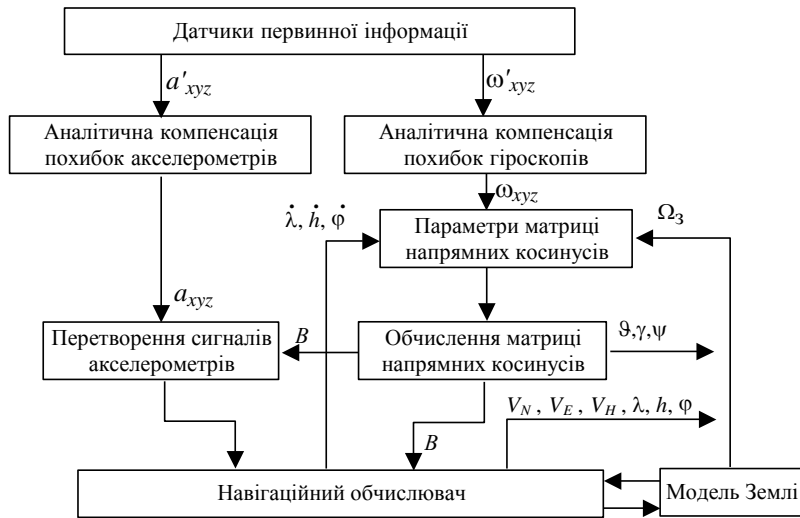 Датчики первинної інформації
a'xyz
ω'xyz
Аналітична компенсація
похибок акселерометрів
Аналітична компенсація
похибок гіроскопів
ωxyz
λ̇, ḣ, φ̇
Параметри матриці
напрямних косинусів
Ωз
axyz
Перетворення сигналів
акселерометрів
B
Обчислення матриці
напрямних косинусів
ϑ,γ,ψ
B
VN , VE , VH , λ, h, φ
Навігаційний обчислювач
Модель Землі